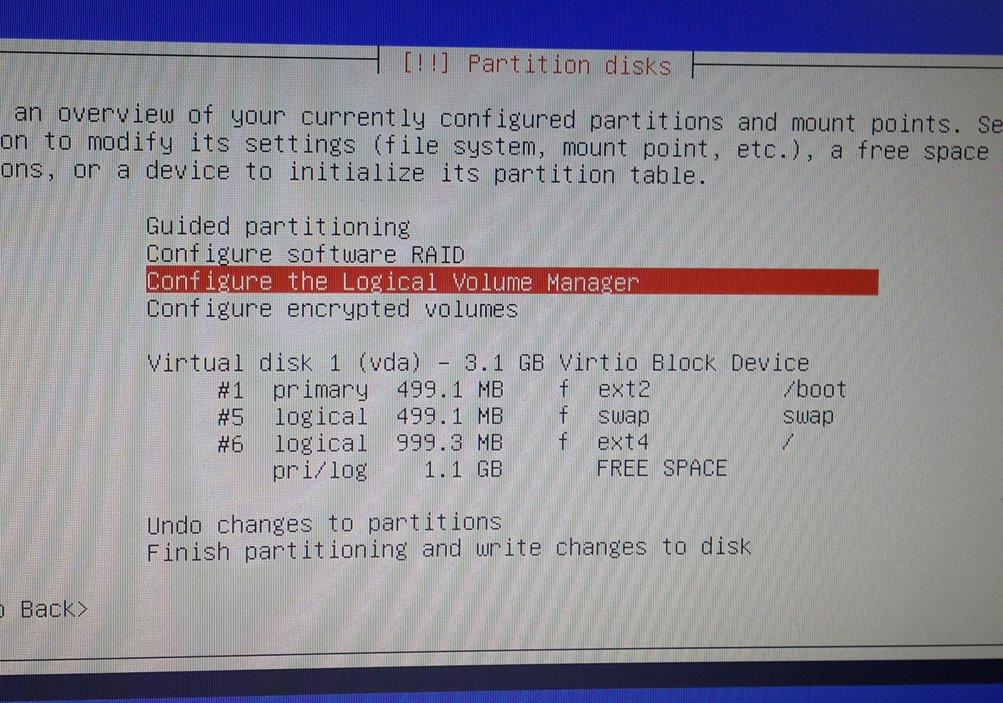 [!!] Partition disks
an overview of your currently configured partitions and mount points. Se
on to modify its settings (file system, mount point, etc.), a free space
ons, or a device to initialize its partition table.
Guided partitioning
Configure software RAID
Configure the Logical Volume Manager
Configure encrypted volumes
Virtual disk 1 (vda) - 3.1 GB Virtio Block Device
#1 primary 499.1 MB f ext2 /boot
#5 logical 499.1 MB f swap swap
#6 logical 999.3 MB f ext4 /
pri/log 1.1 GB FREE SPACE
Undo changes to partitions
Finish partitioning and write changes to disk
o Back>